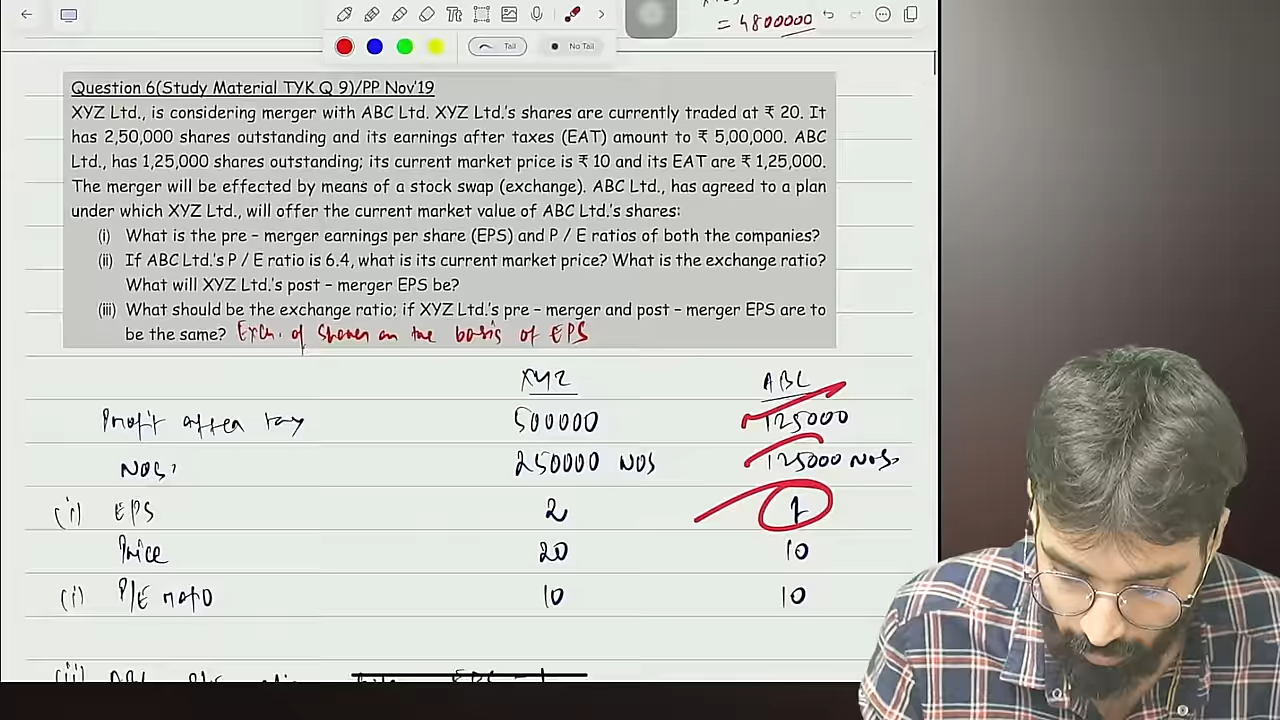 = 4800000
Tt
Tail
No Tail
Question 6(Study Material TYK Q 9)/PP Nov'19
XYZ Ltd., is considering merger with ABC Ltd. XYZ Ltd.'s shares are currently traded at ₹ 20. It
has 2,50,000 shares outstanding and its earnings after taxes (EAT) amount to ₹ 5,00,000. ABC
Ltd., has 1,25,000 shares outstanding; its current market price is ₹ 10 and its EAT are ₹ 1,25,000.
The merger will be effected by means of a stock swap (exchange). ABC Ltd., has agreed to a plan
under which XYZ Ltd., will offer the current market value of ABC Ltd.'s shares:
(i) What is the pre – merger earnings per share (EPS) and P / E ratios of both the companies?
(ii) If ABC Ltd.'s P / E ratio is 6.4, what is its current market price? What is the exchange ratio?
What will XYZ Ltd.'s post – merger EPS be?
(iii) What should be the exchange ratio; if XYZ Ltd.'s pre – merger and post – merger EPS are to
be the same? Exch. of Shares on the basis of EPS
XYZ ABC
Profit after tax 500000 125000
NOS. 250000 NOS 125000 NOS.
(i) EPS 2 1
Price 20 10
(i) P/E ratio 10 10